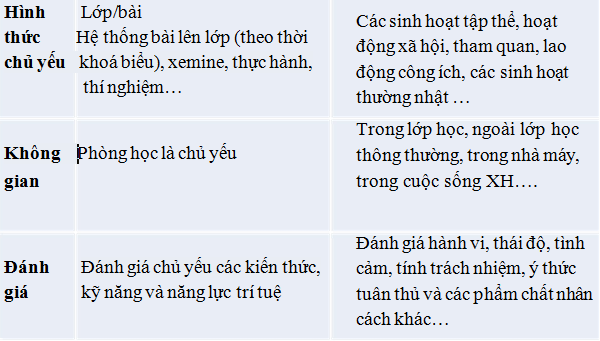 Hình
thức
chủ yếu
Lớp/bài
Hệ thống bài lên lớp (theo thời
khoá biểu), xemine, thực hành,
thí nghiệm…
Các sinh hoạt tập thể, hoạt
động xã hội, tham quan, lao
động công ích, các sinh hoạt
thường nhật …
Không
gian
Phòng học là chủ yếu
Trong lớp học, ngoài lớp học
thông thường, trong nhà máy,
trong cuộc sống XH….
Đánh
giá
Đánh giá chủ yếu các kiến thức,
kỹ năng và năng lực trí tuệ
Đánh giá hành vi, thái độ, tình
cảm, tính trách nhiệm, ý thức
tuân thủ và các phẩm chất nhân
cách khác…